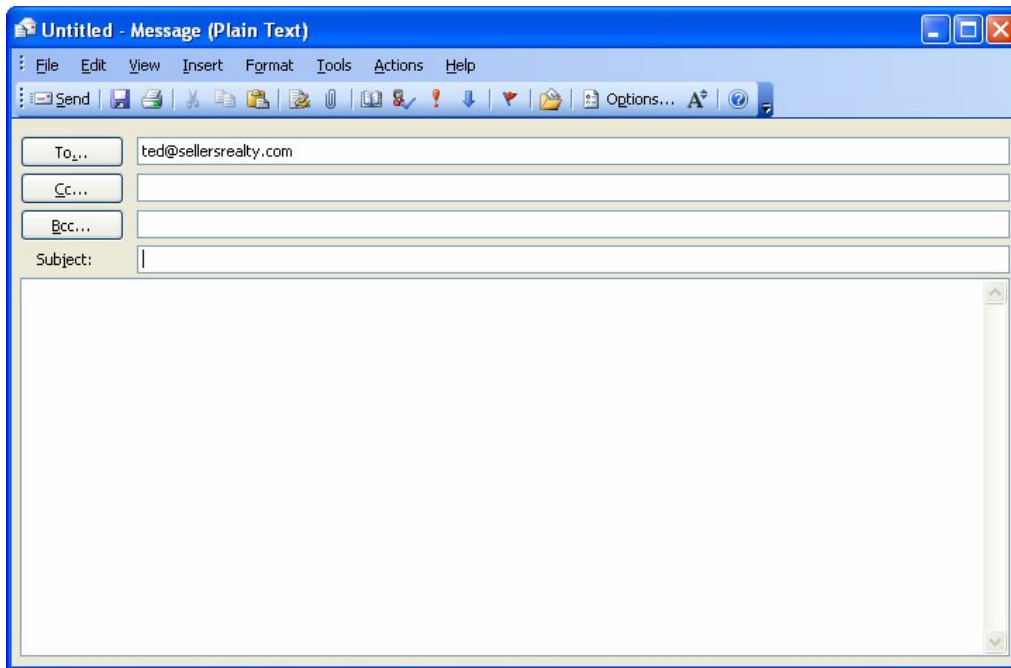 Untitled - Message (Plain Text)
File Edit View Insert Format Tools Actions Help
Send Options...
To... ted@sellersrealty.com
Cc...
Bcc...
Subject: